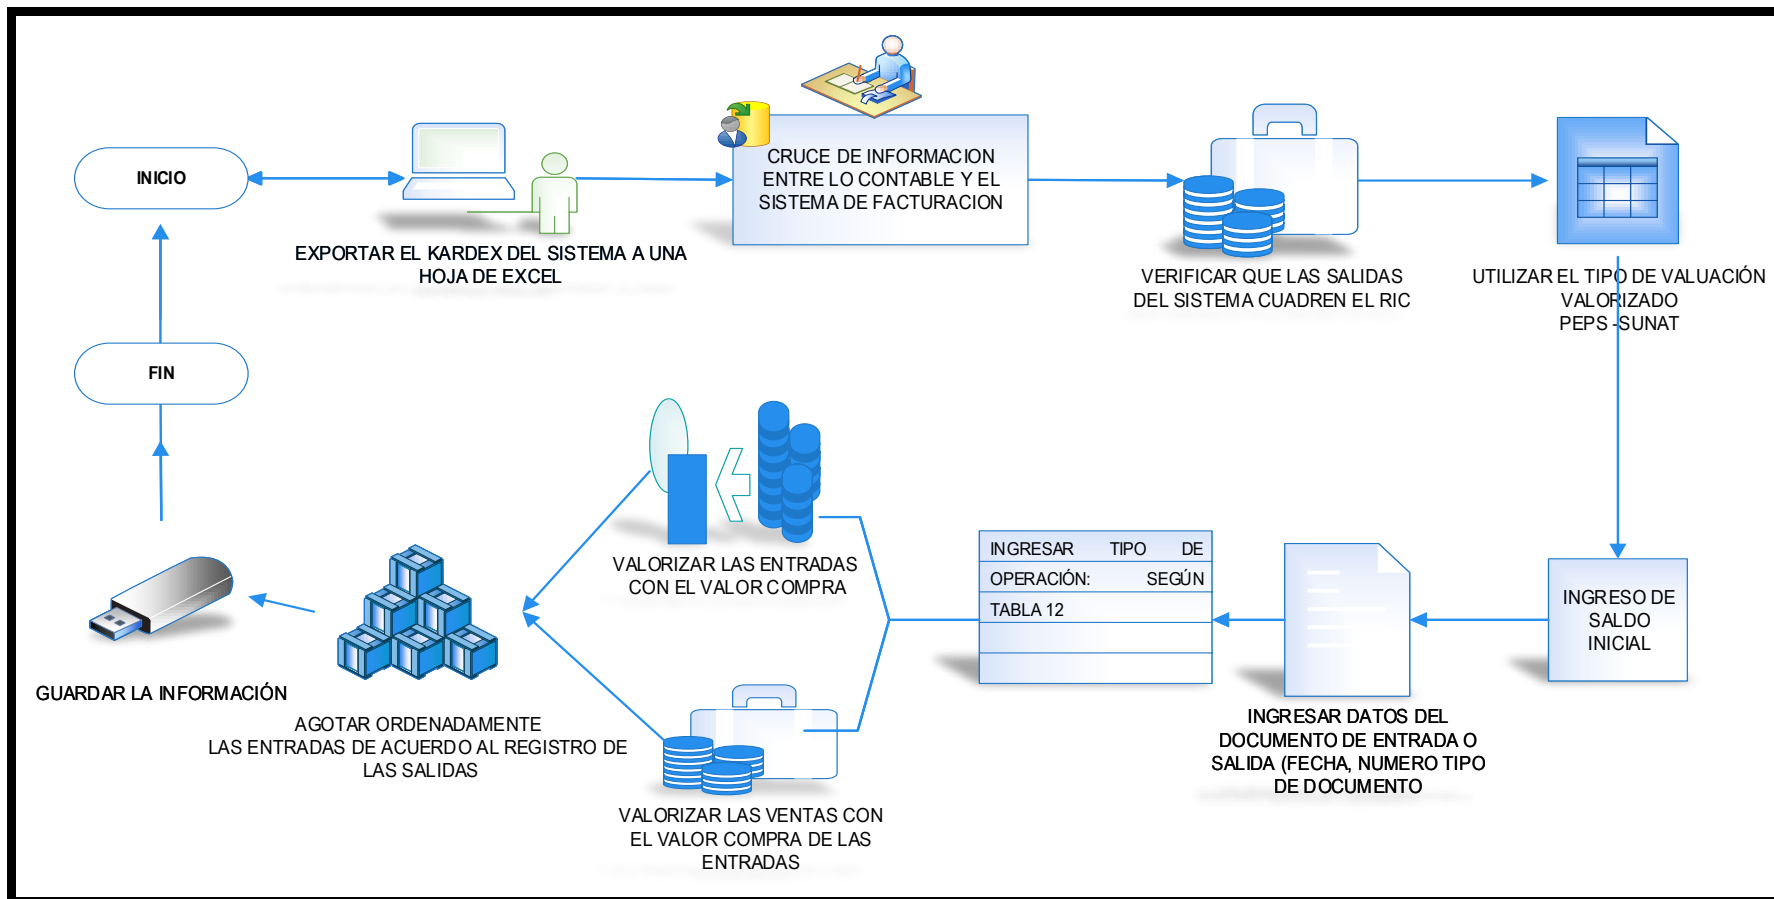 INICIO
EXPORTAR EL KARDEX DEL SISTEMA A UNA
HOJA DE EXCEL
CRUCE DE INFORMACION
ENTRE LO CONTABLE Y EL
SISTEMA DE FACTURACION
VERIFICAR QUE LAS SALIDAS
DEL SISTEMA CUADREN EL RIC
UTILIZAR EL TIPO DE VALUACIÓN
VALORIZADO
PEPS -SUNAT
INGRESO DE
SALDO
INICIAL
INGRESAR DATOS DEL
DOCUMENTO DE ENTRADA O
SALIDA (FECHA, NUMERO TIPO
DE DOCUMENTO
INGRESAR TIPO DE
OPERACIÓN: SEGÚN
TABLA 12
VALORIZAR LAS ENTRADAS
CON EL VALOR COMPRA
VALORIZAR LAS VENTAS CON
EL VALOR COMPRA DE LAS
ENTRADAS
AGOTAR ORDENADAMENTE
LAS ENTRADAS DE ACUERDO AL REGISTRO DE
LAS SALIDAS
GUARDAR LA INFORMACIÓN
FIN